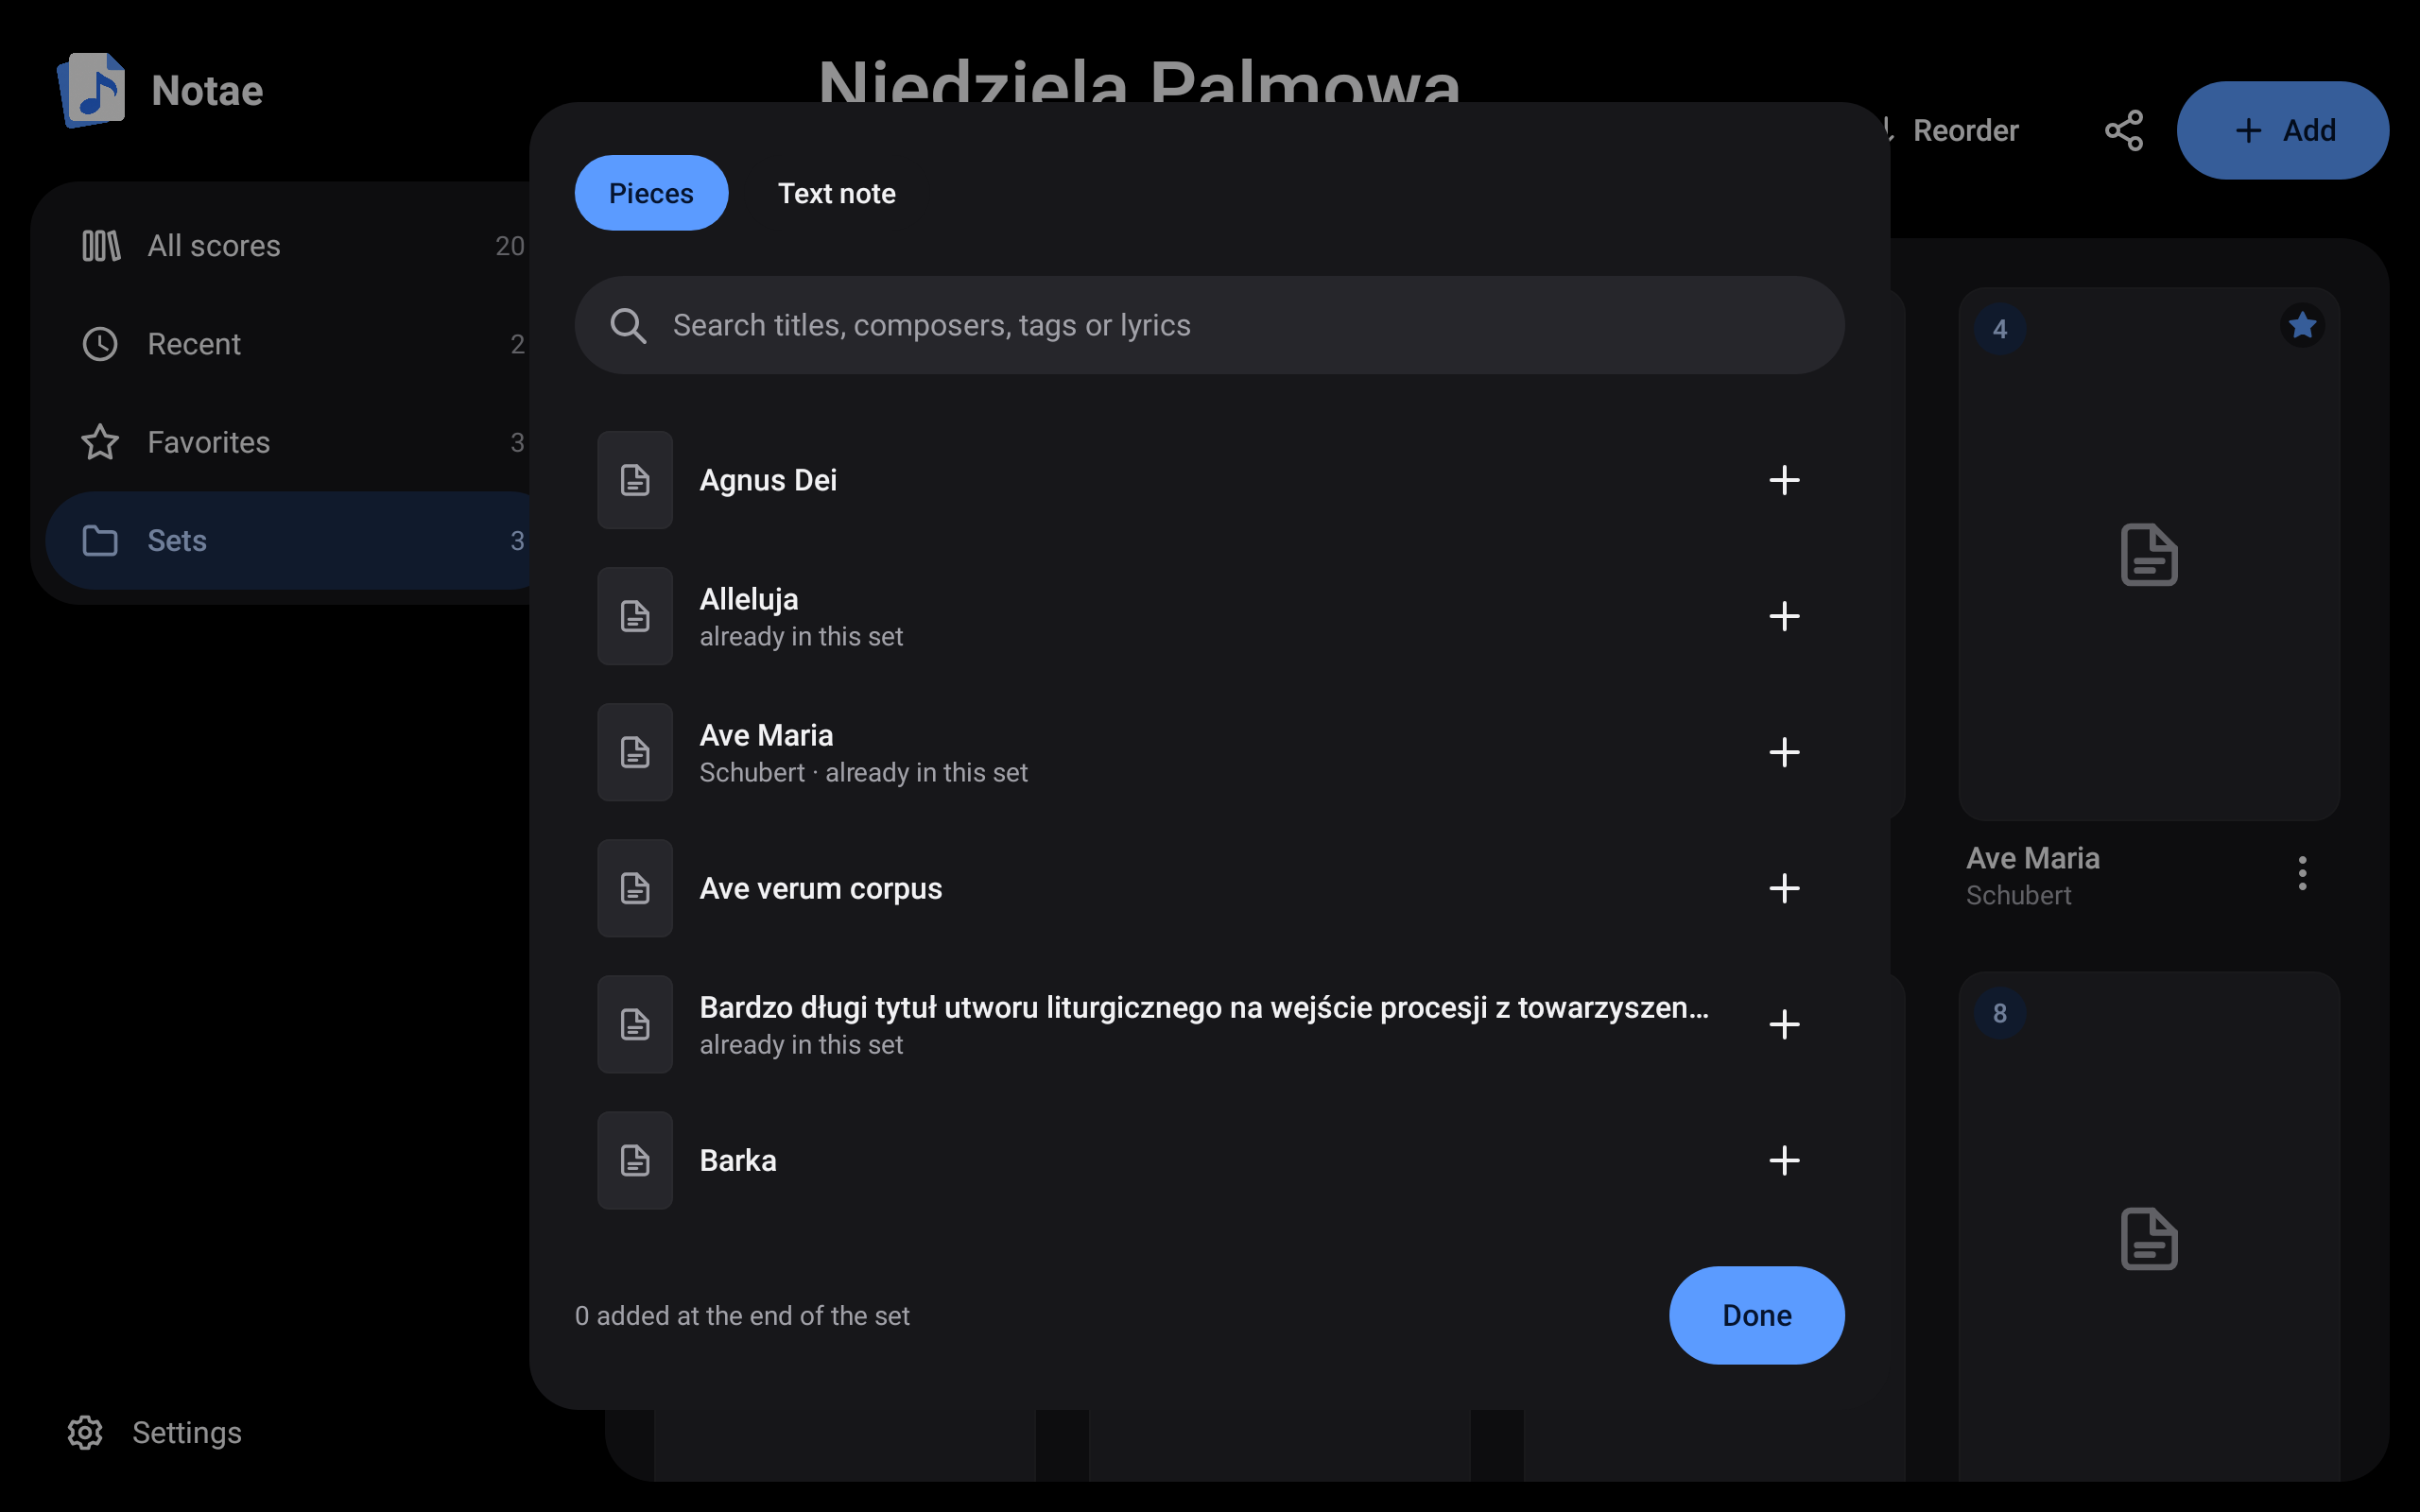 Notae
Niedziela Palmowa
Reorder
Add
All scores 20
Recent 2
Favorites 3
Sets 3
Settings
Pieces
Text note
Search titles, composers, tags or lyrics
Agnus Dei
Alleluja
already in this set
Ave Maria
Schubert · already in this set
Ave verum corpus
Bardzo długi tytuł utworu liturgicznego na wejście procesji z towarzyszen…
already in this set
Barka
0 added at the end of the set
Done
4
Ave Maria
Schubert
8